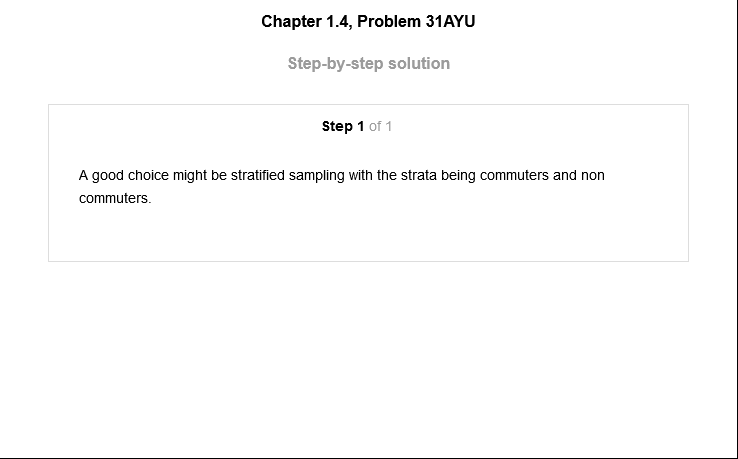 Chapter 1.4, Problem 31AYU
Step-by-step solution
Step 1 of 1
A good choice might be stratified sampling with the strata being commuters and non
commuters.